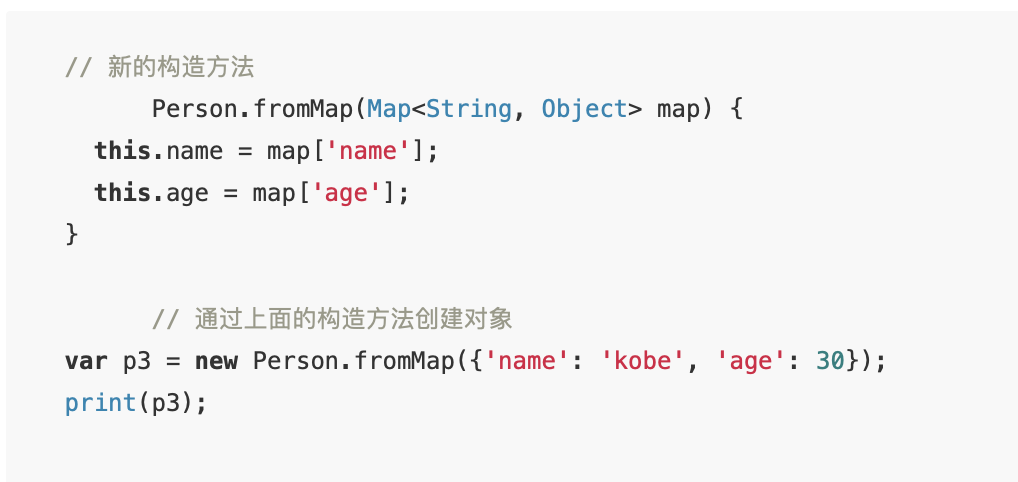 // 新的构造方法
Person.fromMap(Map<String, Object> map) {
this.name = map['name'];
this.age = map['age'];
}
// 通过上面的构造方法创建对象
var p3 = new Person.fromMap({'name': 'kobe', 'age': 30});
print(p3);